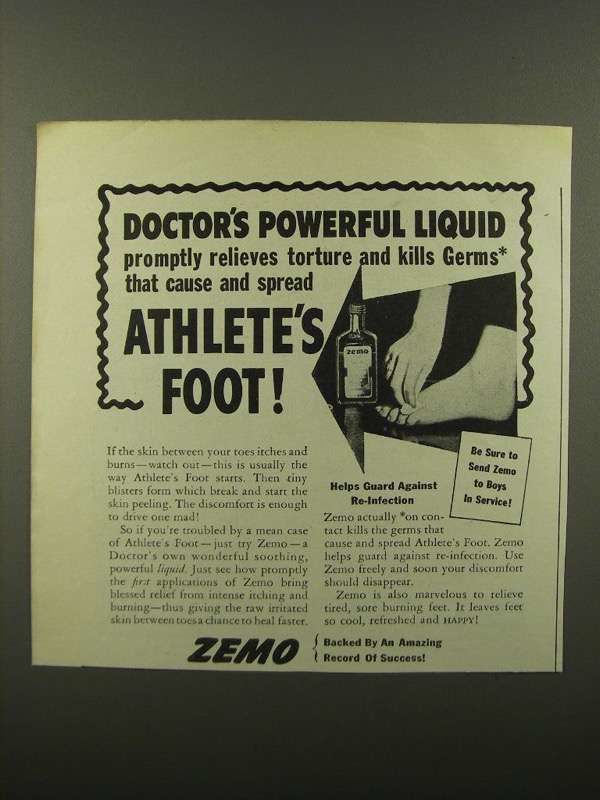 DOCTOR'S POWERFUL LIQUID
promptly relieves torture and kills Germs*
that cause and spread
ATHLETE'S
FOOT!
zemo
If the skin between your toes itches and
burns—watch out—this is usually the
way Athlete's Foot starts. Then tiny
blisters form which break and start the
skin peeling. The discomfort is enough
to drive one mad!
So if you're troubled by a mean case
of Athlete's Foot—just try Zemo—a
Doctor's own wonderful soothing,
powerful liquid. Just see how promptly
the first applications of Zemo bring
blessed relief from intense itching and
burning—thus giving the raw irritated
skin between toes a chance to heal faster.
Be Sure to
Send Zemo
to Boys
In Service!
Helps Guard Against
Re-Infection
Zemo actually *on con-
tact kills the germs that
cause and spread Athlete's Foot. Zemo
helps guard against re-infection. Use
Zemo freely and soon your discomfort
should disappear.
Zemo is also marvelous to relieve
tired, sore burning feet. It leaves feet
so cool, refreshed and HAPPY!
ZEMO
Backed By An Amazing
Record Of Success!